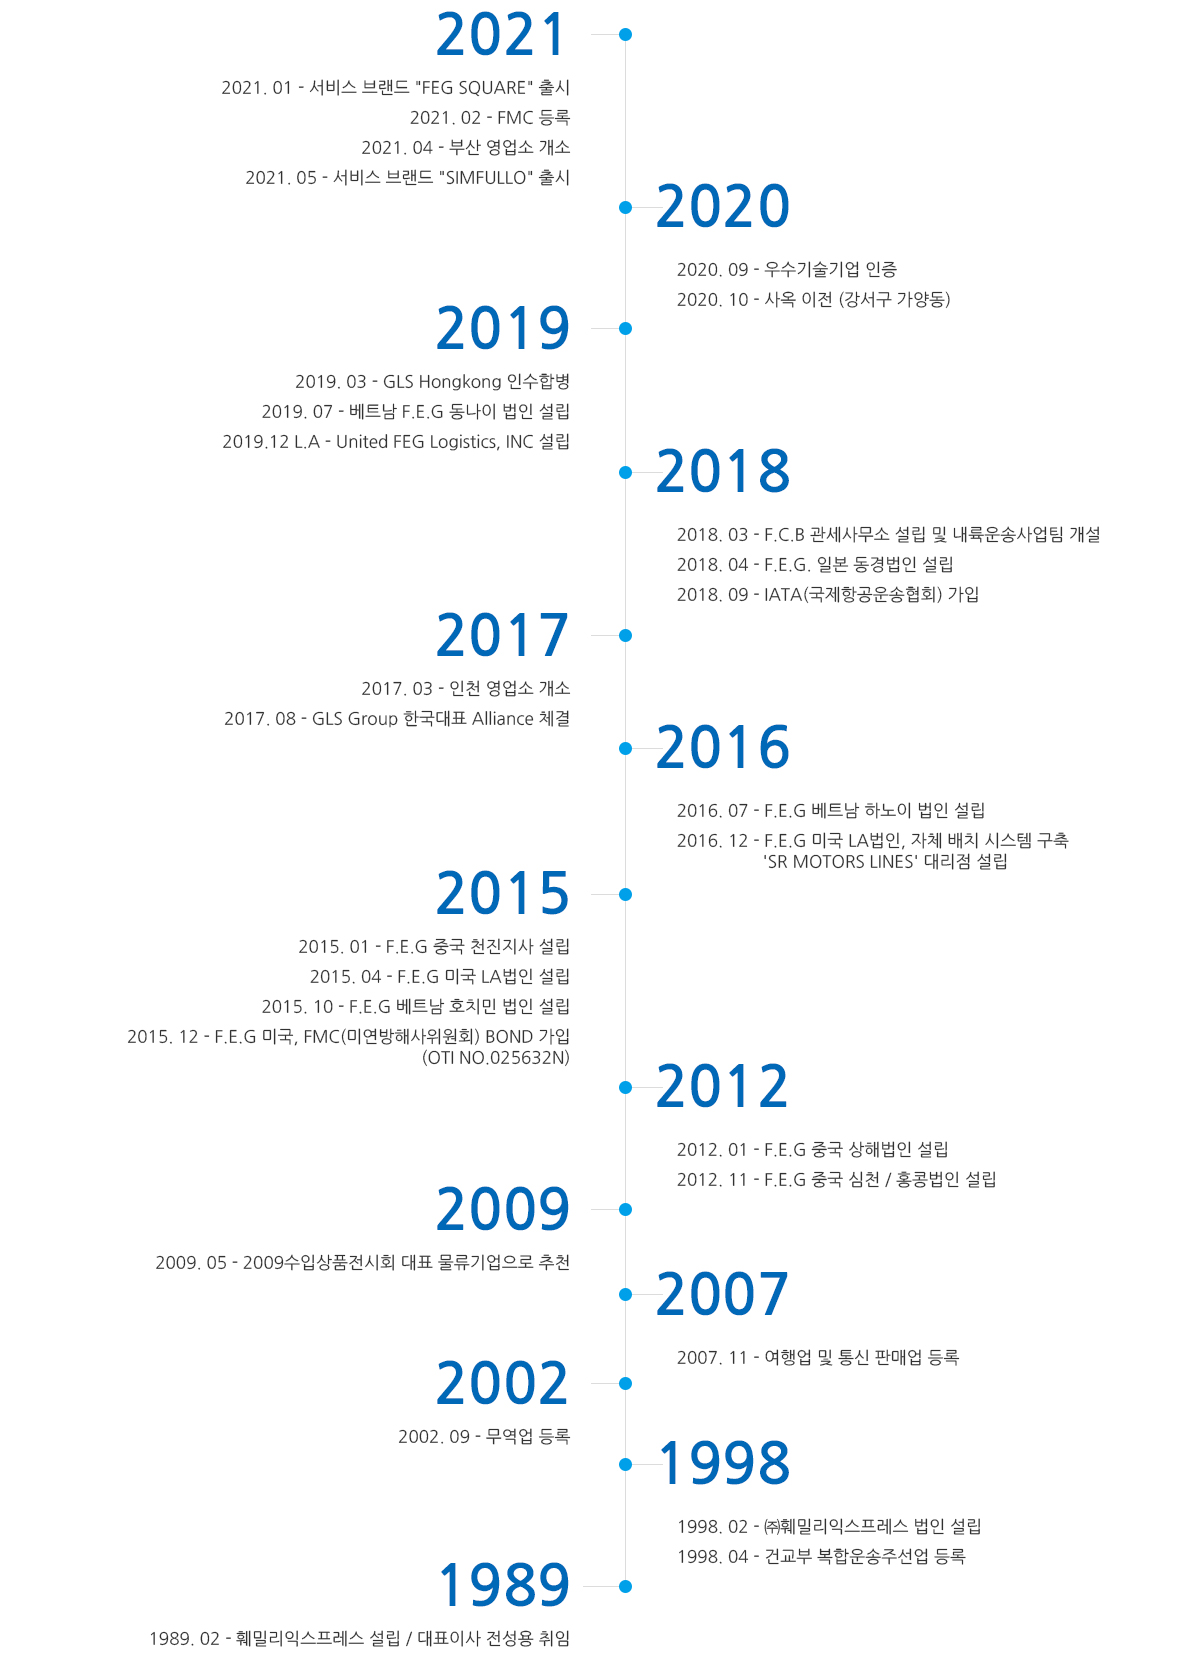 2021
2021. 01 - 서비스 브랜드 "FEG SQUARE" 출시
2021. 02 - FMC 등록
2021. 04 - 부산 영업소 개소
2021. 05 - 서비스 브랜드 "SIMFULLO" 출시
2020
2020. 09 - 우수기술기업 인증
2020. 10 - 사옥 이전 (강서구 가양동)
2019
2019. 03 - GLS Hongkong 인수합병
2019. 07 - 베트남 F.E.G 동나이 법인 설립
2019.12 L.A - United FEG Logistics, INC 설립
2018
2018. 03 - F.C.B 관세사무소 설립 및 내륙운송사업팀 개설
2018. 04 - F.E.G. 일본 동경법인 설립
2018. 09 - IATA(국제항공운송협회) 가입
2017
2017. 03 - 인천 영업소 개소
2017. 08 - GLS Group 한국대표 Alliance 체결
2016
2016. 07 - F.E.G 베트남 하노이 법인 설립
2016. 12 - F.E.G 미국 LA법인, 자체 배치 시스템 구축
'SR MOTORS LINES' 대리점 설립
2015
2015. 01 - F.E.G 중국 천진지사 설립
2015. 04 - F.E.G 미국 LA법인 설립
2015. 10 - F.E.G 베트남 호치민 법인 설립
2015. 12 - F.E.G 미국, FMC(미연방해사위원회) BOND 가입
(OTI NO.025632N)
2012
2012. 01 - F.E.G 중국 상해법인 설립
2012. 11 - F.E.G 중국 심천 / 홍콩법인 설립
2009
2009. 05 - 2009수입상품전시회 대표 물류기업으로 추천
2007
2007. 11 - 여행업 및 통신 판매업 등록
2002
2002. 09 - 무역업 등록
1998
1998. 02 - ㈜훼밀리익스프레스 법인 설립
1998. 04 - 건교부 복합운송주선업 등록
1989
1989. 02 - 훼밀리익스프레스 설립 / 대표이사 전성용 취임